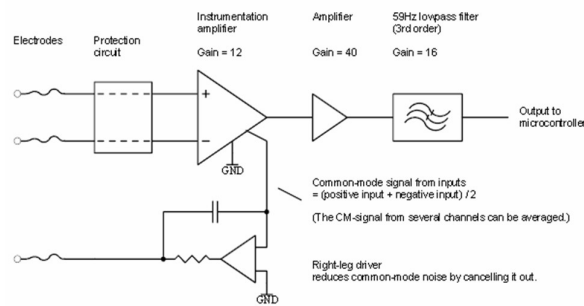 Electrodes
Protection
circuit
Instrumentation
amplifier
Gain = 12
Amplifier
Gain = 40
59Hz lowpass filter
(3rd order)
Gain = 16
+
−
GND
Output to
microcontroller
Common-mode signal from inputs
= (positive input + negative input) /2
(The CM-signal from several channels can be averaged.)
Right-leg driver
reduces common-mode noise by cancelling it out.
GND